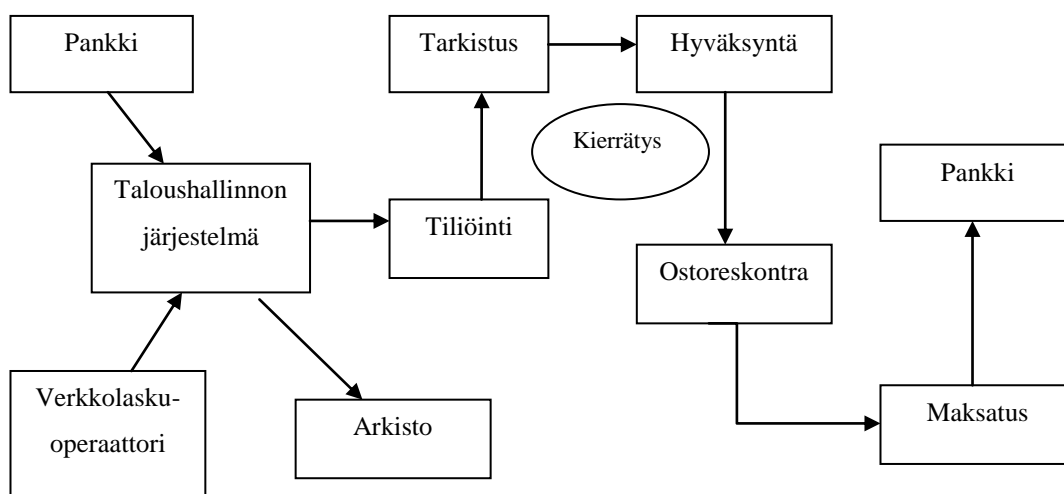 Pankki
Tarkistus
Hyväksyntä
Kierrätys
Pankki
Taloushallinnon
järjestelmä
Tiliöinti
Ostoreskontra
Verkkolasku-
operaattori
Arkisto
Maksatus